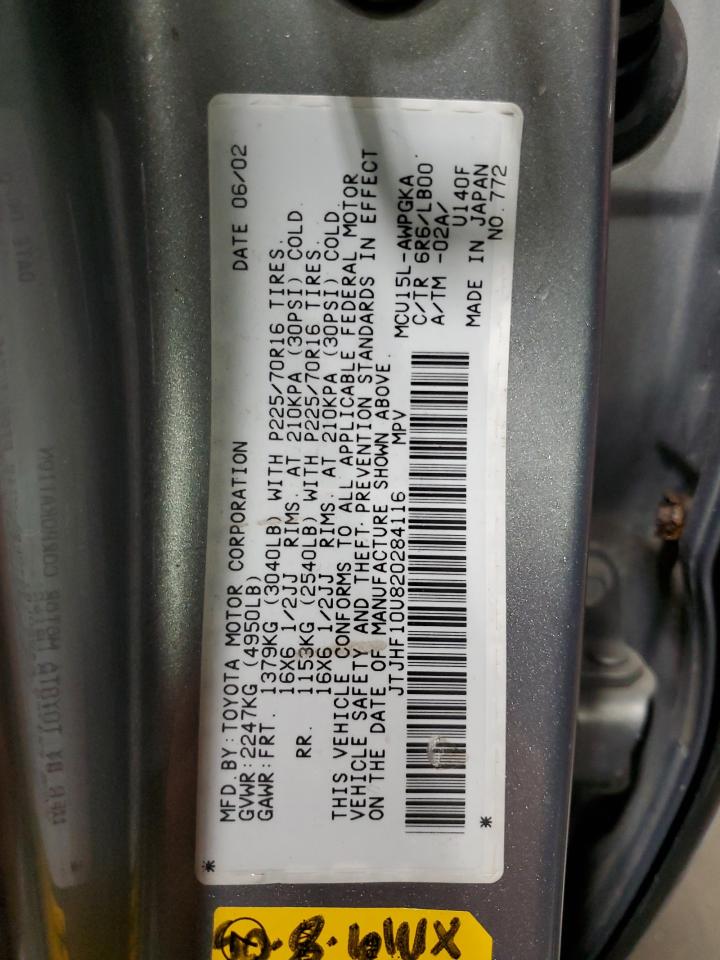 MFD. BY: TOYOTA MOTOR CORPORATION DATE 06/02
GVWR: 2247KG (4950LB)
GAWR: FRT. 1379KG (3040LB) WITH P225/70R16 TIRES.
16X6 1/2JJ RIMS. AT 210KPA (30PSI) COLD.
RR. 1153KG (2540LB) WITH P225/70R16 TIRES.
16X6 1/2JJ RIMS. AT 210KPA (30PSI) COLD.
THIS VEHICLE CONFORMS TO ALL APPLICABLE FEDERAL MOTOR
VEHICLE SAFETY AND THEFT PREVENTION STANDARDS IN EFFECT
ON THE DATE OF MANUFACTURE SHOWN ABOVE.
JTJHF10U820284116 MPV
MCU15L-AWPGKA
C/TR 6R6/LB00
A/TM -02A/
U140F
MADE IN JAPAN
NO. 772